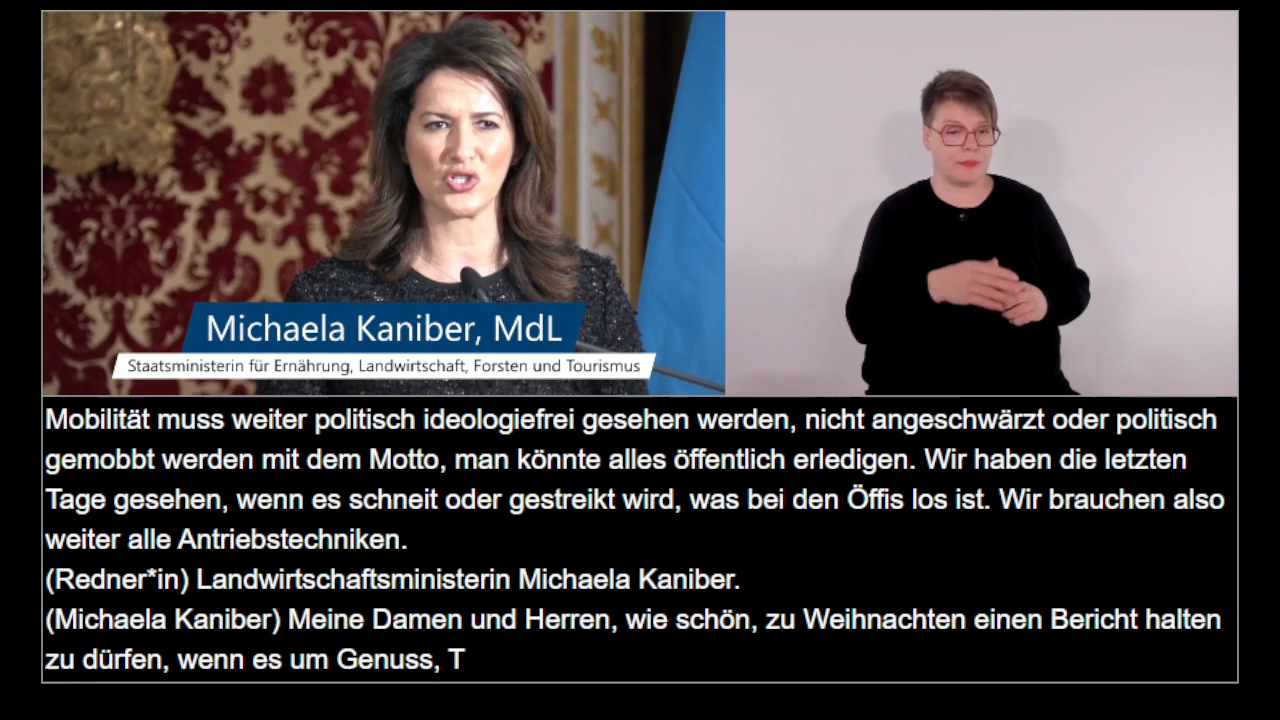 Michaela Kaniber, MdL
Staatsministerin für Ernährung, Landwirtschaft, Forsten und Tourismus
Mobilität muss weiter politisch ideologiefrei gesehen werden, nicht angeschwärzt oder politisch
gemobbt werden mit dem Motto, man könnte alles öffentlich erledigen. Wir haben die letzten
Tage gesehen, wenn es schneit oder gestreikt wird, was bei den Öffis los ist. Wir brauchen also
weiter alle Antriebstechniken.
(Redner*in) Landwirtschaftsministerin Michaela Kaniber.
(Michaela Kaniber) Meine Damen und Herren, wie schön, zu Weihnachten einen Bericht halten
zu dürfen, wenn es um Genuss, T